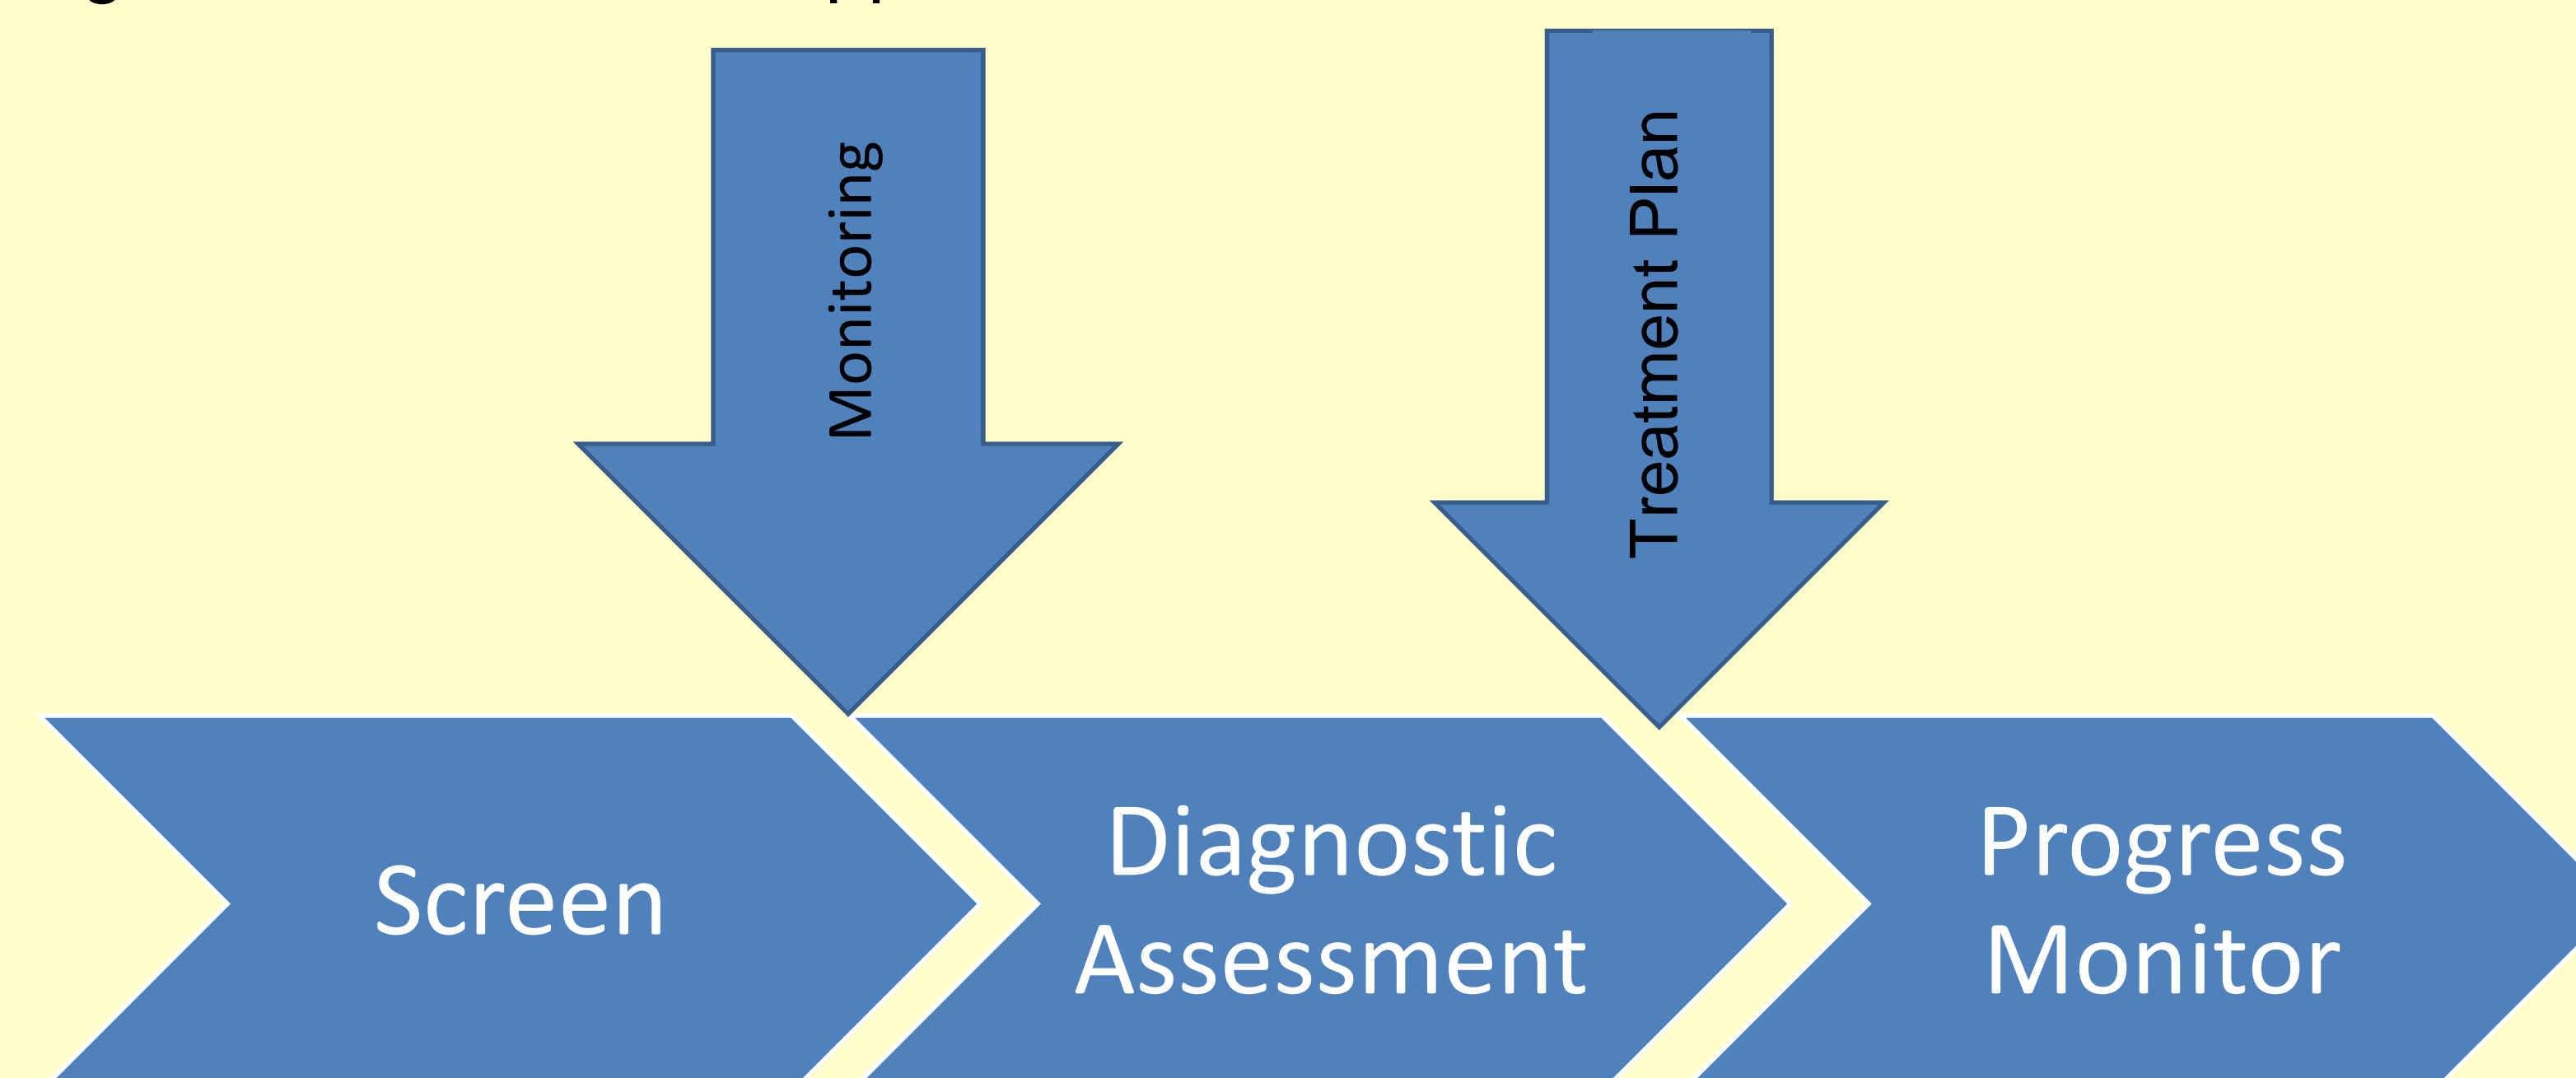 Monitoring
Treatment Plan
Screen
Diagnostic
Assessment
Progress
Monitor